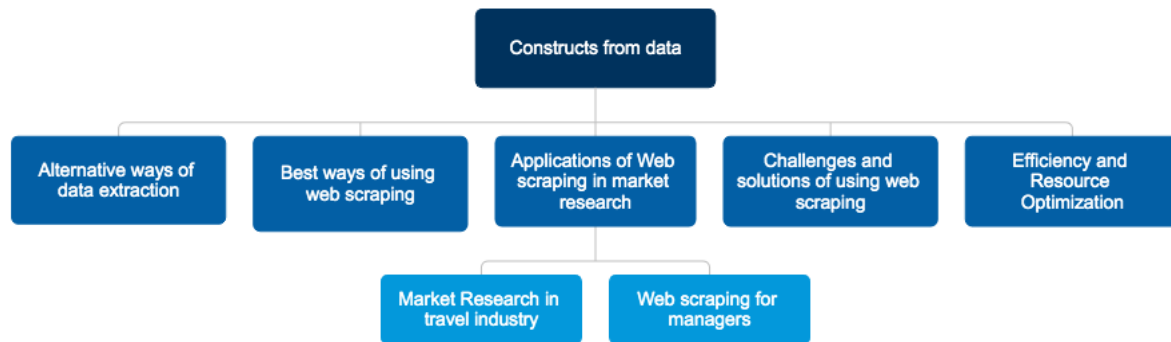 Constructs from data
Alternative ways of
data extraction
Best ways of using
web scraping
Applications of Web
scraping in market
research
Challenges and
solutions of using web
scraping
Efficiency and
Resource
Optimization
Market Research in
travel industry
Web scraping for
managers